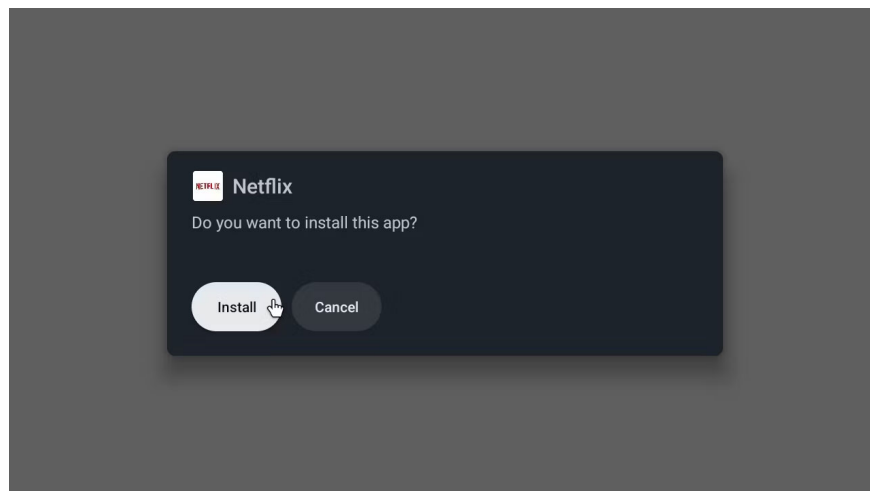 NETFLIX
Netflix
Do you want to install this app?
Install
Cancel